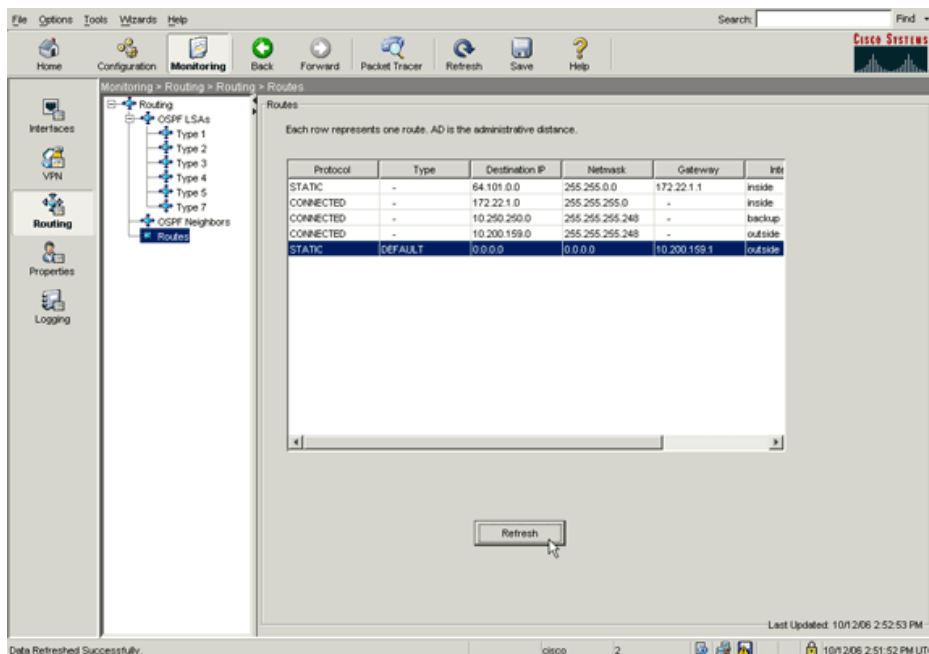 File Options Tools Wizards Help Search: Find
Home Configuration Monitoring Back Forward Packet Tracer Refresh Save Help
CISCO SYSTEMS
Monitoring > Routing > Routing > Routes
Interfaces
VPN
Routing
Properties
Logging
Routing
OSPF LSAs
Type 1
Type 2
Type 3
Type 4
Type 5
Type 7
OSPF Neighbors
Routes
Routes
Each row represents one route. AD is the administrative distance.
Protocol Type Destination IP Netmask Gateway Inte
STATIC - 64.101.0.0 255.255.0.0 172.22.1.1 inside
CONNECTED - 172.22.1.0 255.255.255.0 - inside
CONNECTED - 10.250.250.0 255.255.255.248 - backup
CONNECTED - 10.200.159.0 255.255.255.248 - outside
STATIC DEFAULT 0.0.0.0 0.0.0.0 10.200.159.1 outside
Refresh
Last Updated: 10/12/06 2:52:53 PM
Data Refreshed Successfully. cisco 2 10/12/06 2:51:52 PM UT